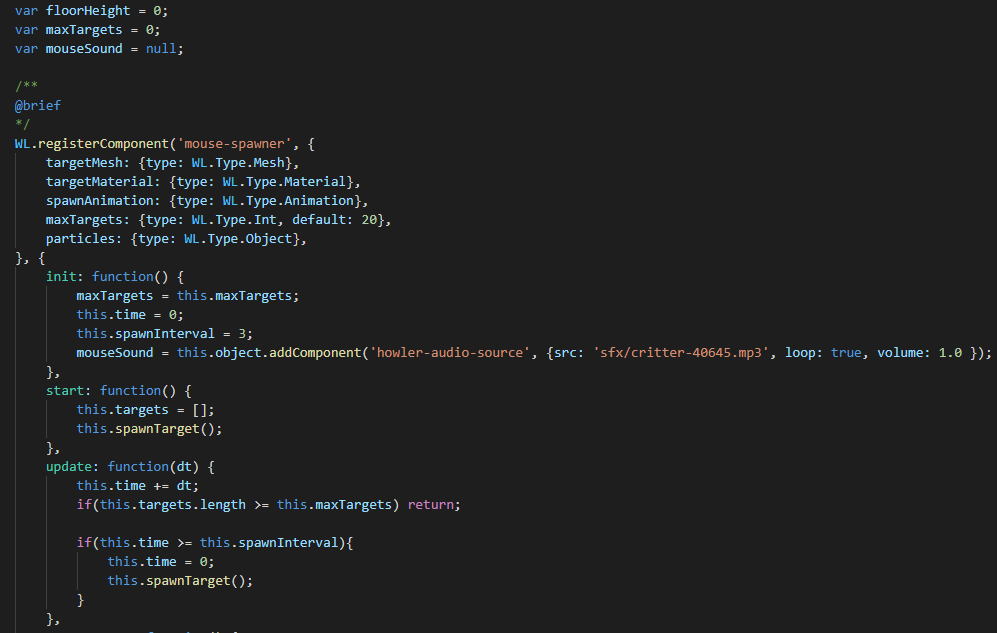 var floorHeight = 0;
var maxTargets = 0;
var mouseSound = null;

/**
@brief
*/
WL.registerComponent('mouse-spawner', {
    targetMesh: {type: WL.Type.Mesh},
    targetMaterial: {type: WL.Type.Material},
    spawnAnimation: {type: WL.Type.Animation},
    maxTargets: {type: WL.Type.Int, default: 20},
    particles: {type: WL.Type.Object},
}, {
    init: function() {
        maxTargets = this.maxTargets;
        this.time = 0;
        this.spawnInterval = 3;
        mouseSound = this.object.addComponent('howler-audio-source', {src: 'sfx/critter-40645.mp3', loop: true, volume: 1.0 });
    },
    start: function() {
        this.targets = [];
        this.spawnTarget();
    },
    update: function(dt) {
        this.time += dt;
        if(this.targets.length >= this.maxTargets) return;

        if(this.time >= this.spawnInterval){
            this.time = 0;
            this.spawnTarget();
        }
    },